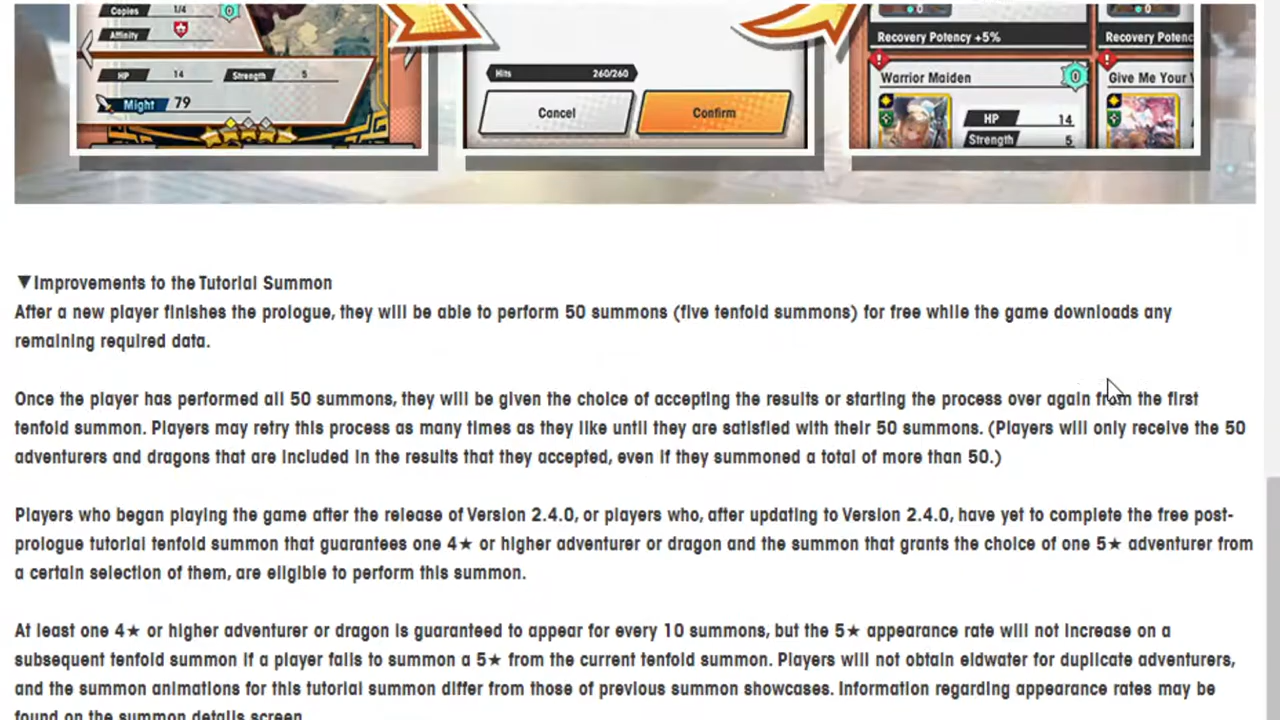 Copies 1/4 0
Affinity
HP 14 Strength 5
Might 79
Hits 260/260
Cancel Confirm
0
Recovery Potency +5% Recovery Potenc
Warrior Maiden 0 Give Me Your
HP 14
Strength 5
▼Improvements to the Tutorial Summon
After a new player finishes the prologue, they will be able to perform 50 summons (five tenfold summons) for free while the game downloads any
remaining required data.
Once the player has performed all 50 summons, they will be given the choice of accepting the results or starting the process over again from the first
tenfold summon. Players may retry this process as many times as they like until they are satisfied with their 50 summons. (Players will only receive the 50
adventurers and dragons that are included in the results that they accepted, even if they summoned a total of more than 50.)
Players who began playing the game after the release of Version 2.4.0, or players who, after updating to Version 2.4.0, have yet to complete the free post-
prologue tutorial tenfold summon that guarantees one 4★ or higher adventurer or dragon and the summon that grants the choice of one 5★ adventurer from
a certain selection of them, are eligible to perform this summon.
At least one 4★ or higher adventurer or dragon is guaranteed to appear for every 10 summons, but the 5★ appearance rate will not increase on a
subsequent tenfold summon if a player fails to summon a 5★ from the current tenfold summon. Players will not obtain eldwater for duplicate adventurers,
and the summon animations for this tutorial summon differ from those of previous summon showcases. Information regarding appearance rates may be
found on the summon details screen.